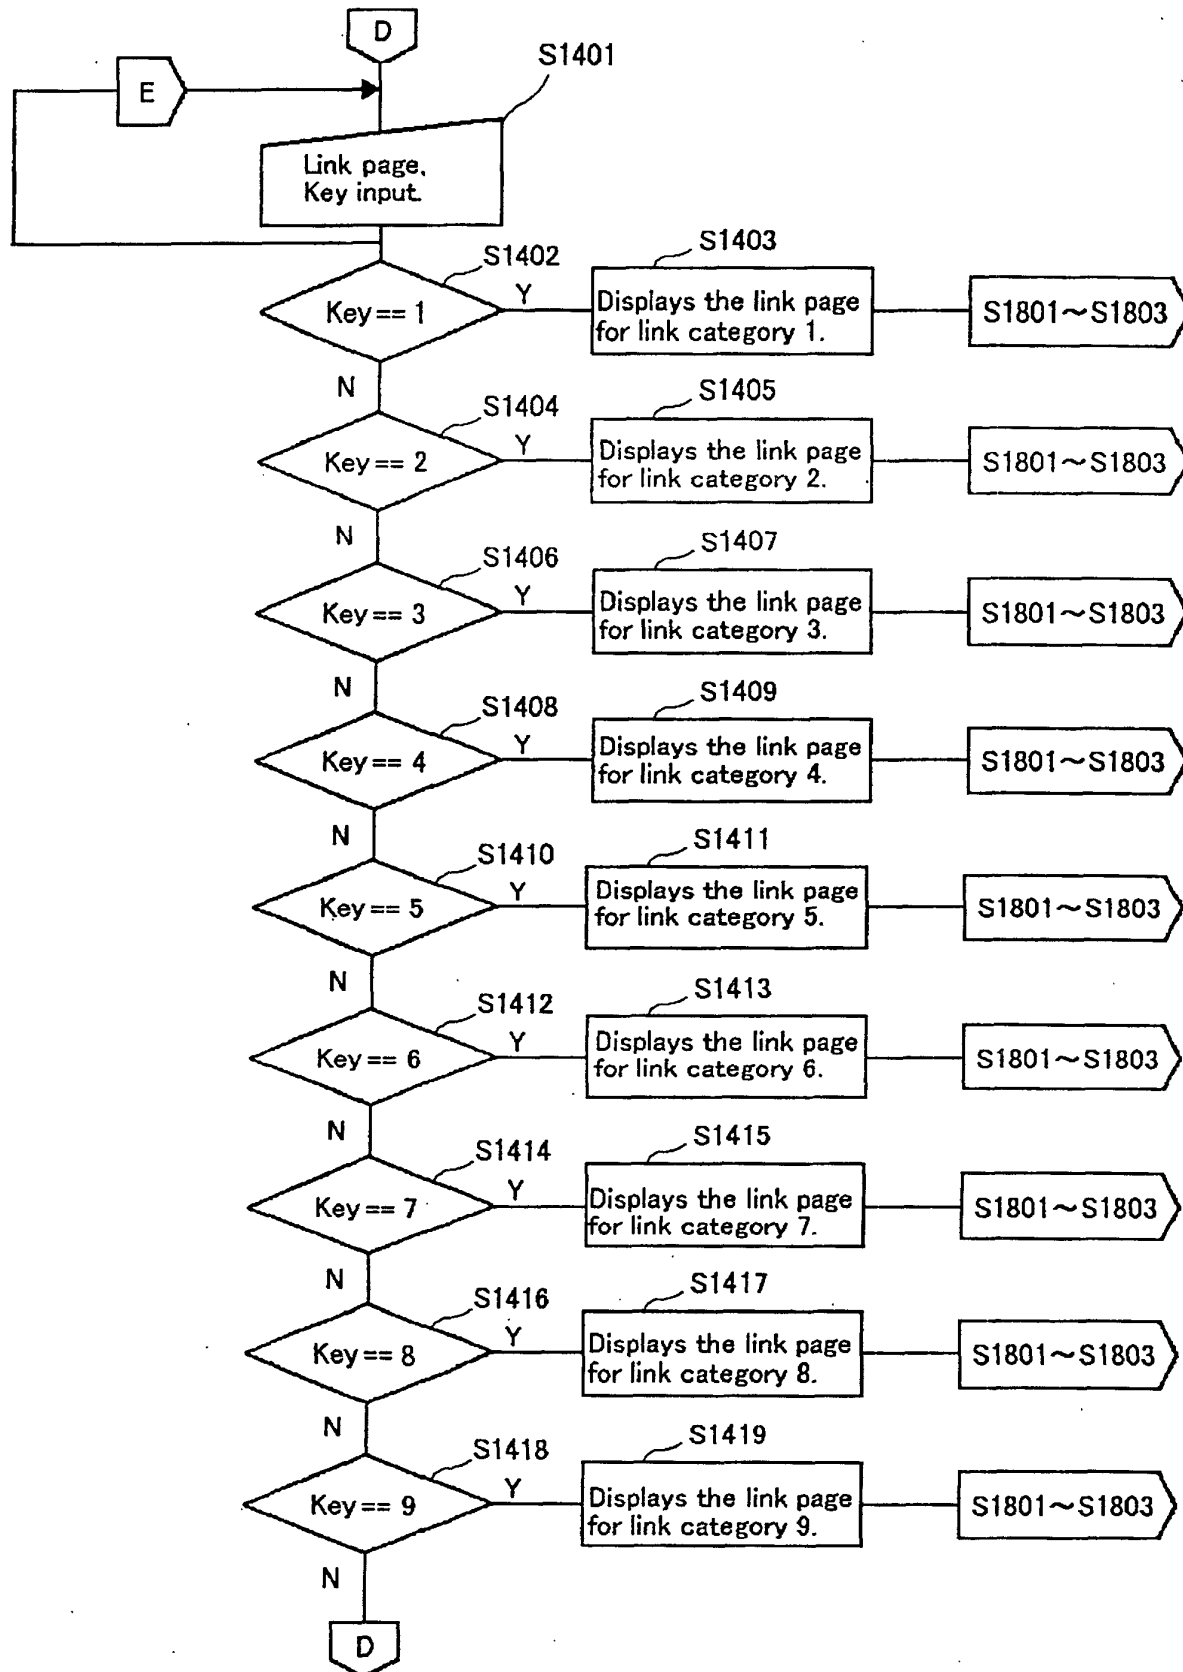 D
S1401
E
Link page,
Key input.
S1402
S1403
Key == 1
Y
Displays the link page
for link category 1.
S1801～S1803
N
S1404
S1405
Key == 2
Y
Displays the link page
for link category 2.
S1801～S1803
N
S1406
S1407
Key == 3
Y
Displays the link page
for link category 3.
S1801～S1803
N
S1408
S1409
Key == 4
Y
Displays the link page
for link category 4.
S1801～S1803
N
S1410
S1411
Key == 5
Y
Displays the link page
for link category 5.
S1801～S1803
N
S1412
S1413
Key == 6
Y
Displays the link page
for link category 6.
S1801～S1803
N
S1414
S1415
Key == 7
Y
Displays the link page
for link category 7.
S1801～S1803
N
S1416
S1417
Key == 8
Y
Displays the link page
for link category 8.
S1801～S1803
N
S1418
S1419
Key == 9
Y
Displays the link page
for link category 9.
S1801～S1803
N
D